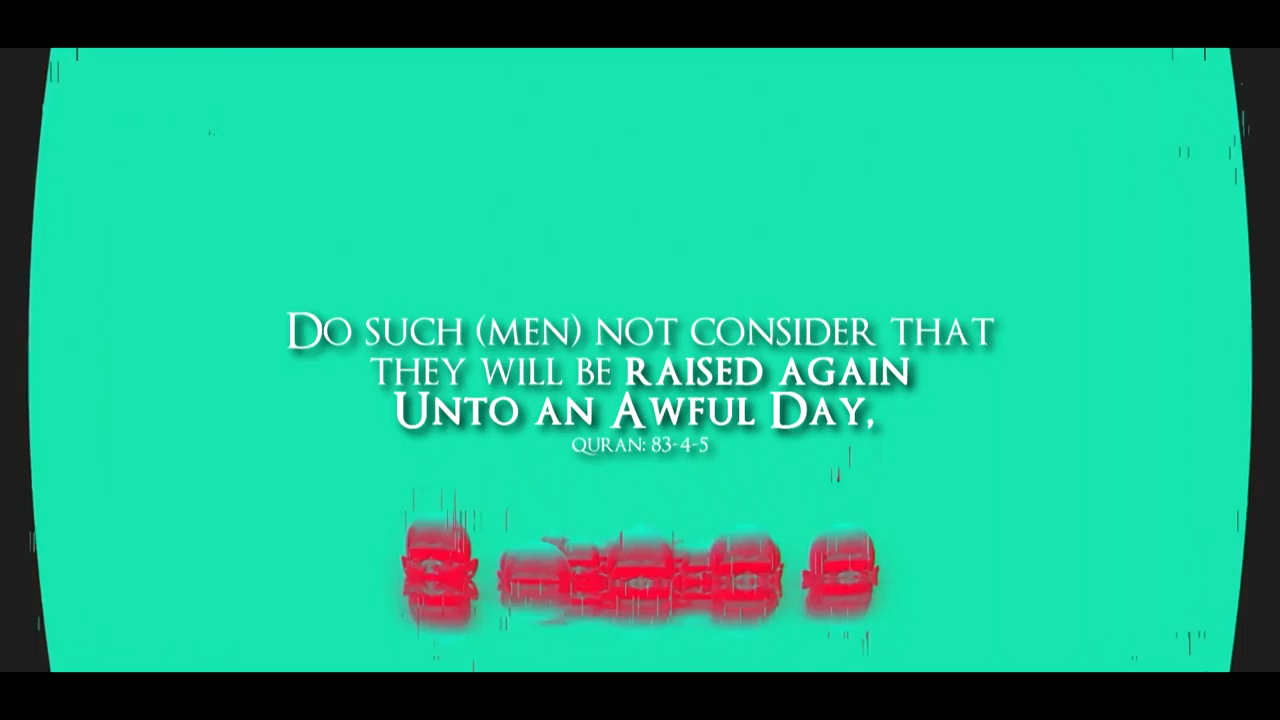 Do such (men) not consider that
they will be raised again
Unto an Awful Day,
Quran: 83-4-5